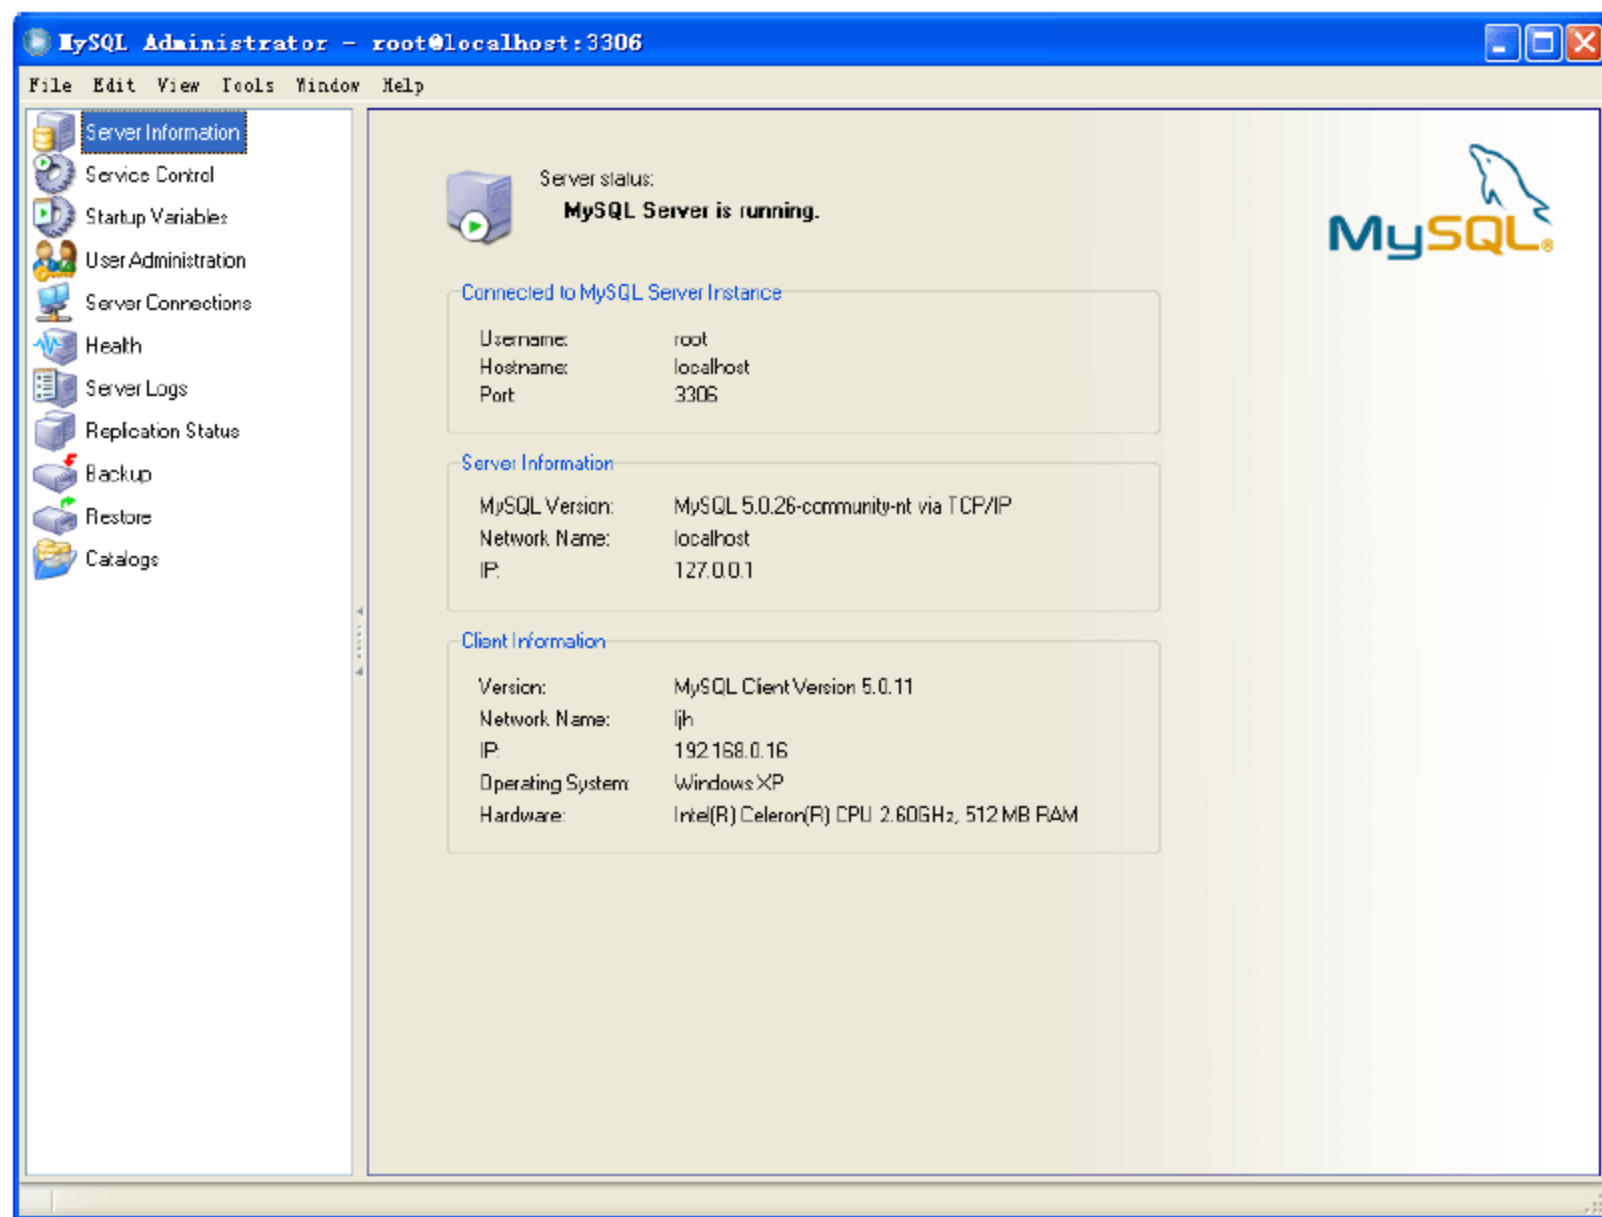 MySQL Administrator - root@localhost:3306
File Edit View Tools Window Help
Server Information
Service Control
Startup Variables
User Administration
Server Connections
Health
Server Logs
Replication Status
Backup
Restore
Catalogs
Server status:
MySQL Server is running.
MySQL®
Connected to MySQL Server Instance
Username: root
Hostname: localhost
Port 3306
Server Information
MySQL Version: MySQL 5.0.26-community-nt via TCP/IP
Network Name: localhost
IP: 127.0.0.1
Client Information
Version: MySQL Client Version 5.0.11
Network Name: ljh
IP: 192.168.0.16
Operating System: Windows XP
Hardware: Intel(R) Celeron(R) CPU 2.60GHz, 512 MB RAM